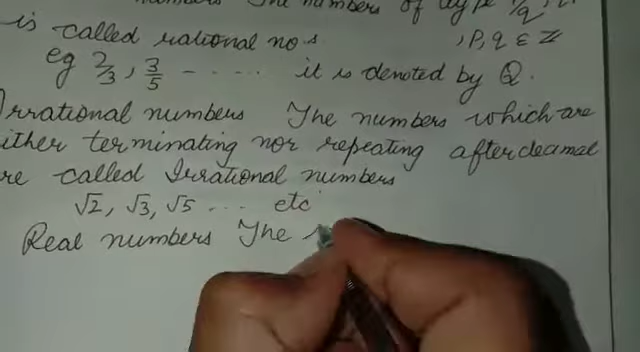 numbers The numbers of type P/q
is called rational no.s , P, q ε Z
eg 2/3, 3/5 - - - - - it is denoted by Q.
Irrational numbers The numbers which are
either terminating nor repeating after decimal
re called Irrational numbers
√2, √3, √5 ... etc
Real numbers The